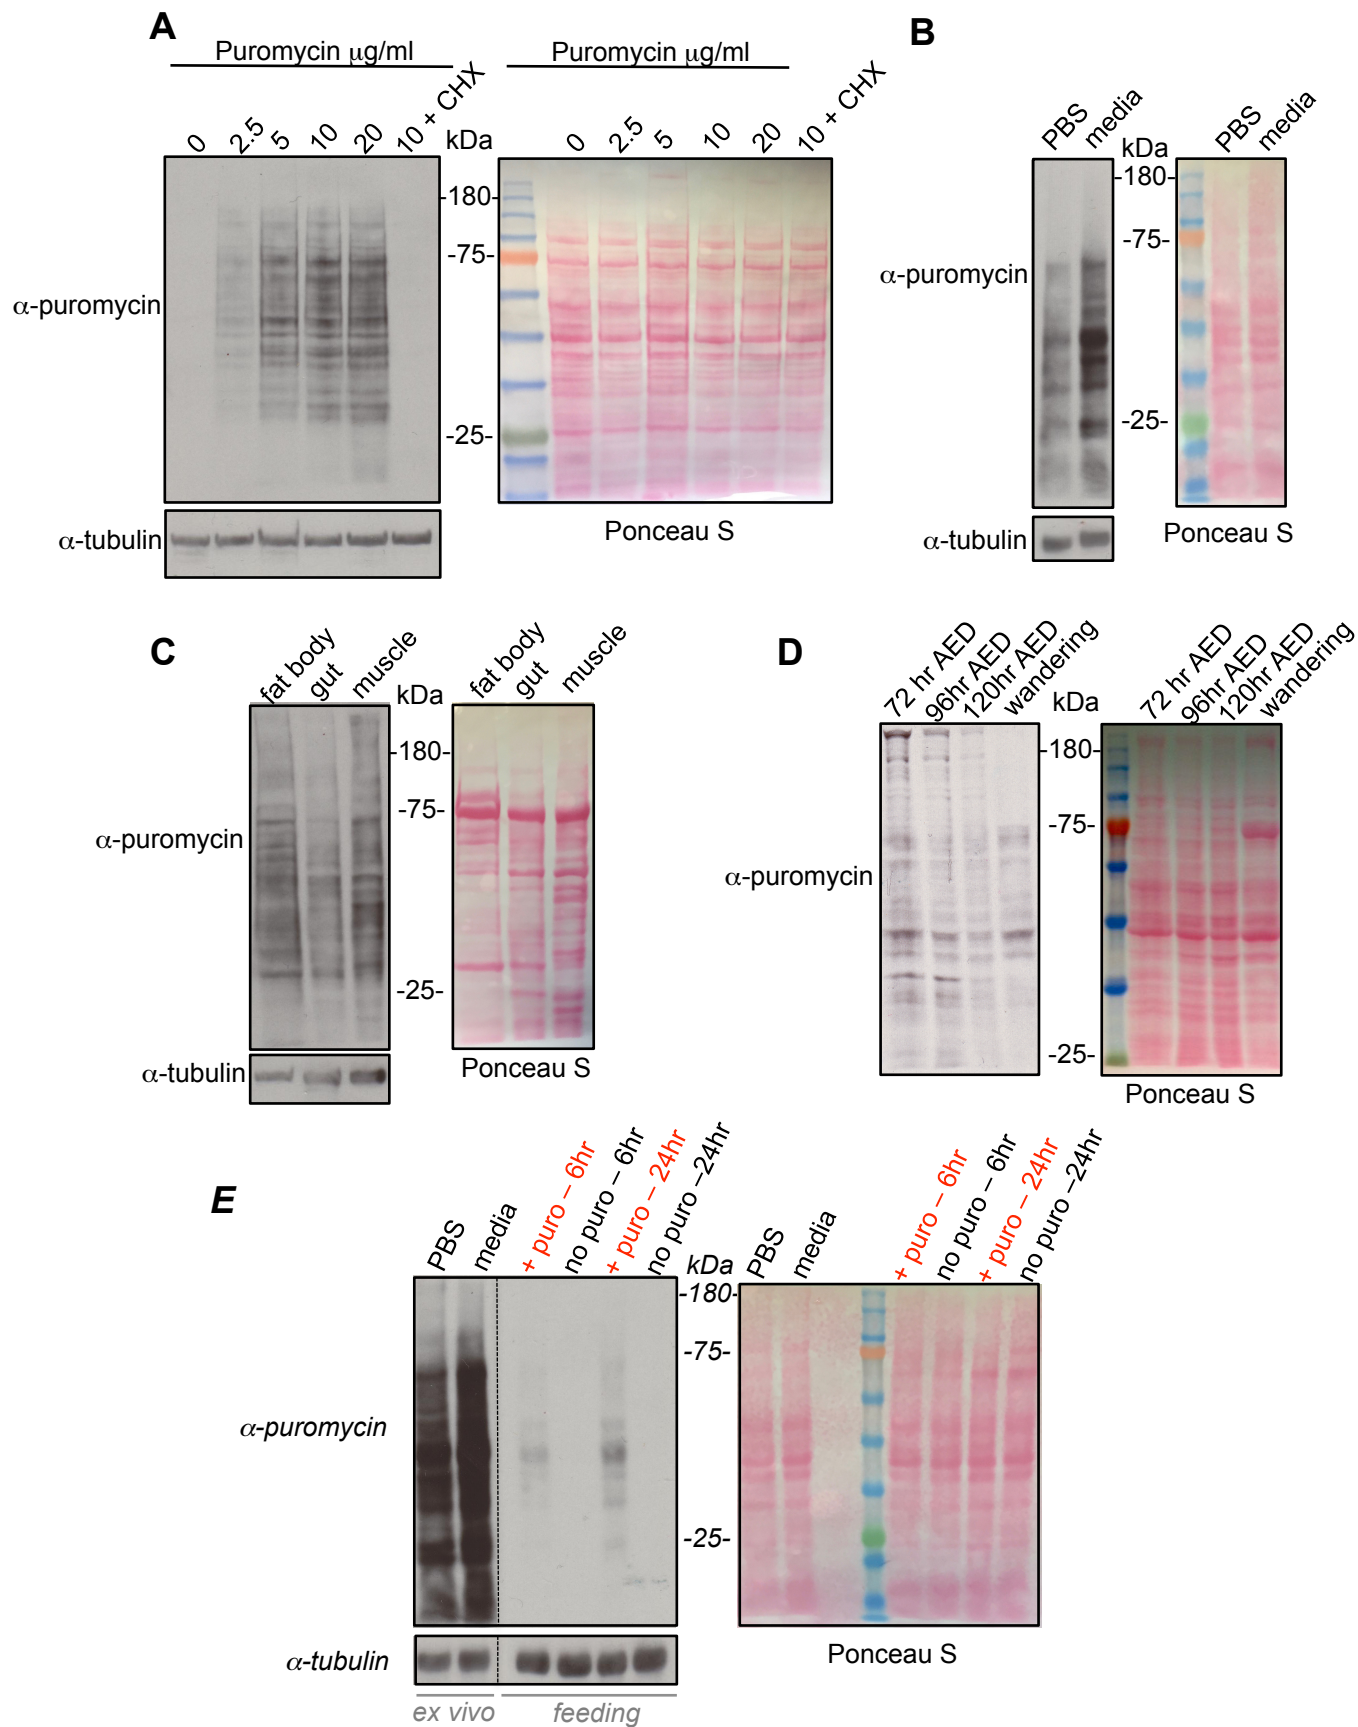 A
Puromycin μg/ml
0 2.5 5 10 20 10 + CHX
kDa
Puromycin μg/ml
0 2.5 5 10 20 10 + CHX
-180-
-75-
-25-
α-puromycin
α-tubulin
Ponceau S
B
PBS media
kDa
PBS media
-180-
-75-
-25-
α-puromycin
α-tubulin
Ponceau S
C
fat body gut muscle
kDa
fat body gut muscle
-180-
-75-
-25-
α-puromycin
α-tubulin
Ponceau S
D
72 hr AED 96hr AED 120hr AED wandering
kDa
72 hr AED 96hr AED 120hr AED wandering
-180-
-75-
-25-
α-puromycin
Ponceau S
E
PBS media + puro – 6hr no puro – 6hr + puro – 24hr no puro –24hr
kDa
PBS media + puro – 6hr no puro – 6hr + puro – 24hr no puro –24hr
-180-
-75-
-25-
α-puromycin
α-tubulin
ex vivo feeding
Ponceau S